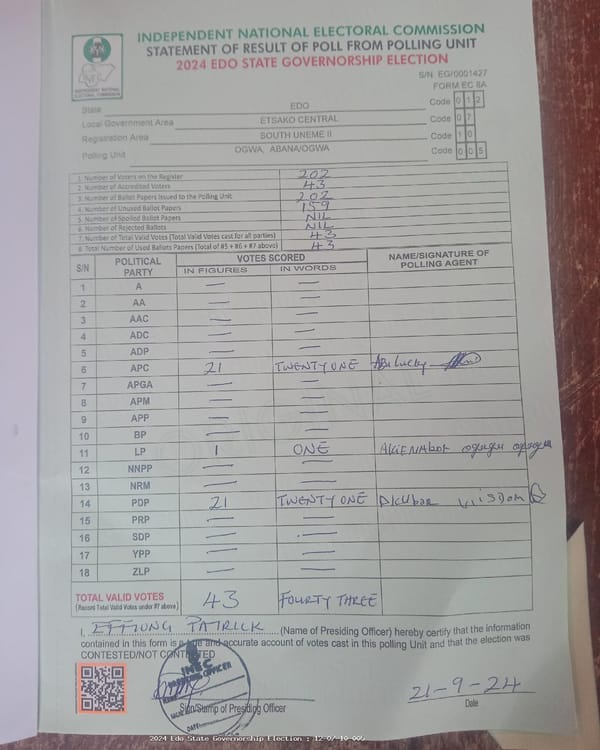 INDEPENDENT NATIONAL ELECTORAL COMMISSION
STATEMENT OF RESULT OF POLL FROM POLLING UNIT
2024 EDO STATE GOVERNORSHIP ELECTION
S/N. EG/0001427
FORM EC 8A
INEC
INDEPENDENT NATIONAL ELECTORAL COMMISSION
State EDO Code 0 1 2
Local Government Area ETSAKO CENTRAL Code 0 7
Registration Area SOUTH UNEME II Code 1 0
Polling Unit OGWA, ABANA/OGWA Code 0 0 5
1. Number of Voters on the Register 202
2. Number of Accredited Voters 43
3. Number of Ballot Papers Issued to the Polling Unit 202
4. Number of Unused Ballot Papers 159
5. Number of Spoiled Ballot Papers NIL
6. Number of Rejected Ballots NIL
7. Number of Total Valid Votes (Total Valid Votes cast for all parties) 43
8. Total Number of Used Ballots Papers (Total of #5 + #6 + #7 above) 43
S/N POLITICAL PARTY VOTES SCORED NAME/SIGNATURE OF POLLING AGENT
IN FIGURES IN WORDS
1 A — —
2 AA — —
3 AAC — —
4 ADC — —
5 ADP — —
6 APC 21 TWENTY ONE Lucky
7 APGA — —
8 APM — —
9 APP — —
10 BP — —
11 LP 1 ONE
12 NNPP — —
13 NRM — —
14 PDP 21 TWENTY ONE WISDOM
15 PRP — —
16 SDP — —
17 YPP — —
18 ZLP — —
TOTAL VALID VOTES 43 FOURTY THREE
(Record Total Valid Votes under #7 above)
I, EFFIONG PATRICK (Name of Presiding Officer) hereby certify that the information
contained in this form is a true and accurate account of votes cast in this polling Unit and that the election was
CONTESTED/NOT CONTESTED
INEC
PRESIDING OFFICER
DATE
21-9-24
Sign/Stamp of Presiding Officer Date
2024 Edo State Governorship Election : 12-07-10-005